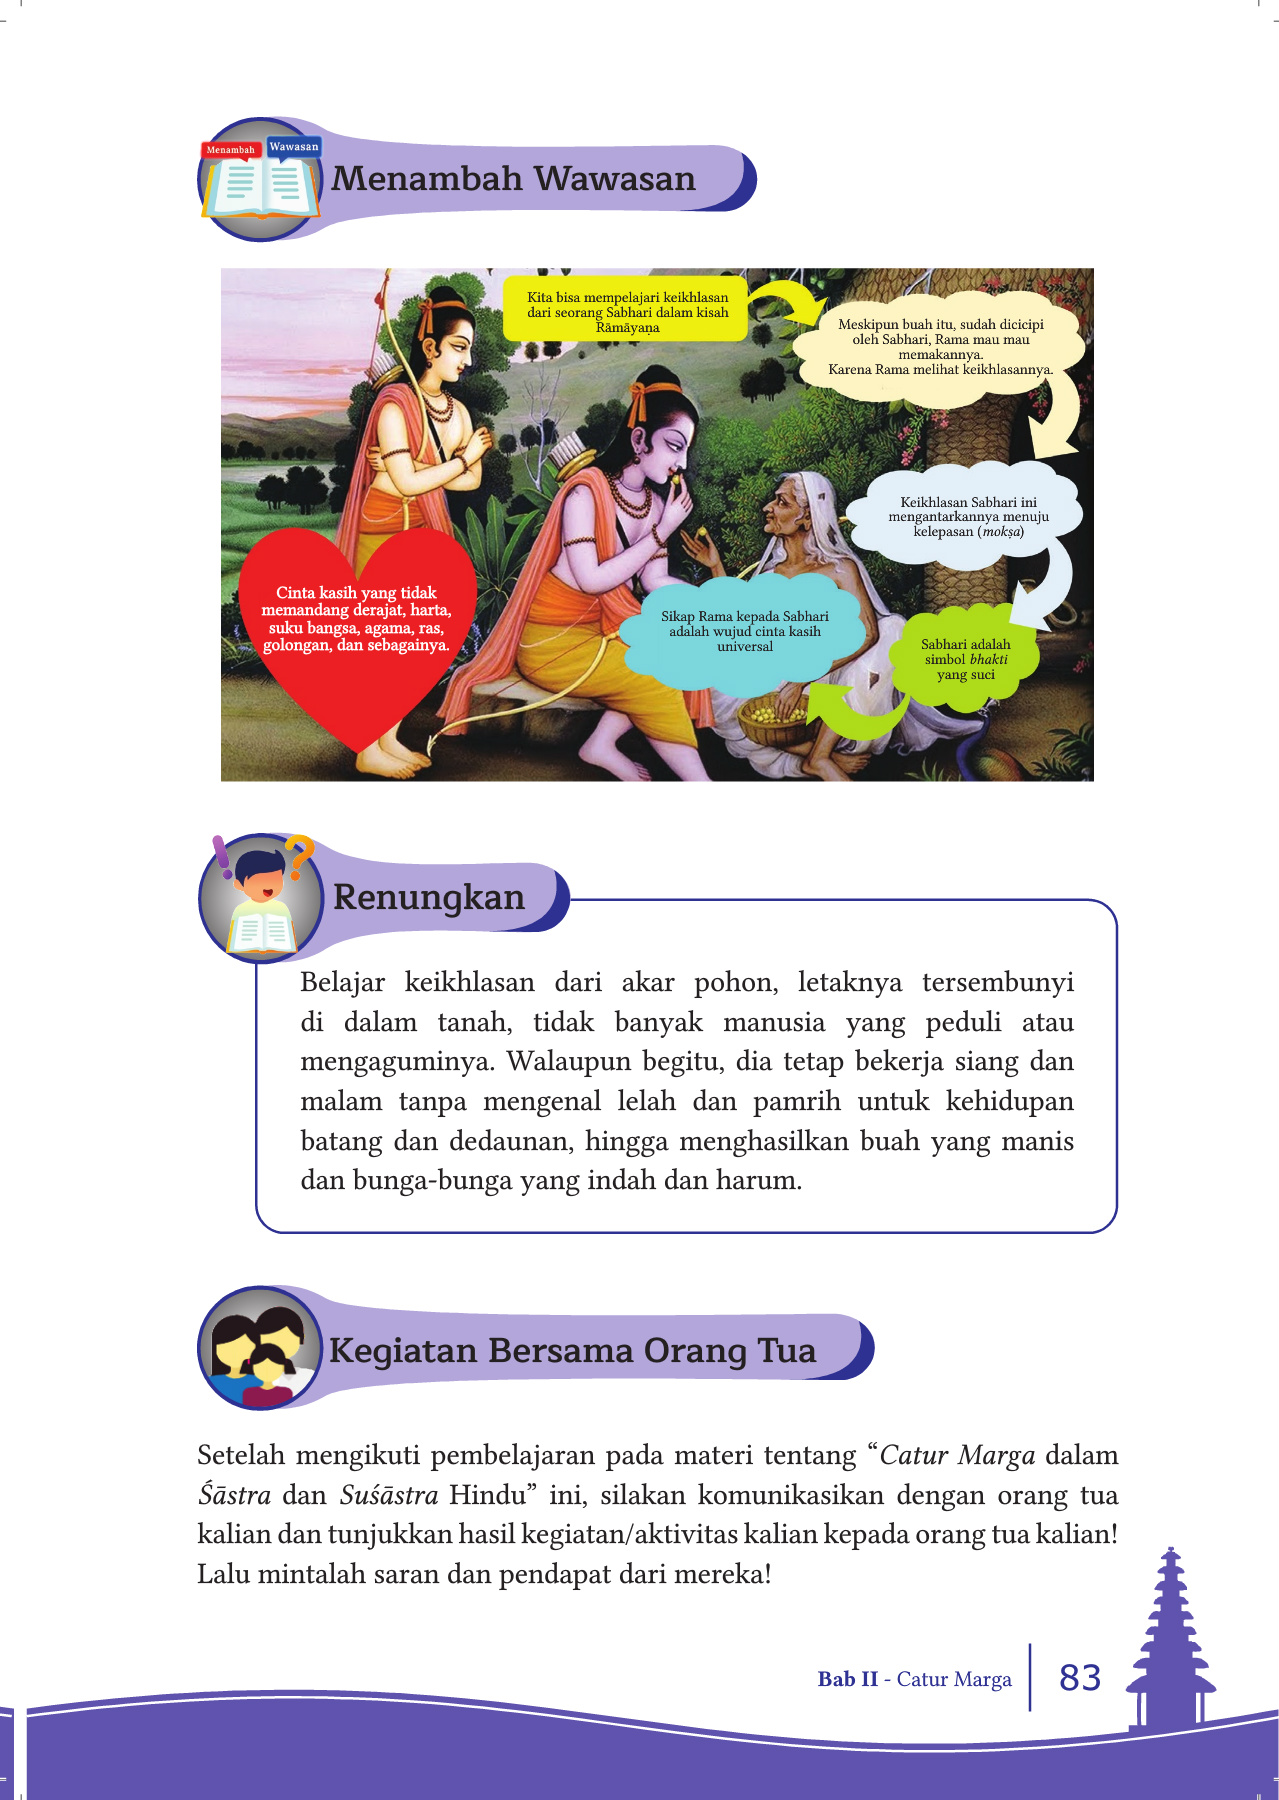 Menambah
Wawasan
Menambah Wawasan
Kita bisa mempelajari keikhlasan
dari seorang Sabhari dalam kisah
Rāmāyaṇa
Meskipun buah itu, sudah dicicipi
oleh Sabhari, Rama mau mau
memakannya.
Karena Rama melihat keikhlasannya.
Keikhlasan Sabhari ini
mengantarkannya menuju
kelepasan (mokṣa)
Sabhari adalah
simbol bhakti
yang suci
Sikap Rama kepada Sabhari
adalah wujud cinta kasih
universal
Cinta kasih yang tidak
memandang derajat, harta,
suku bangsa, agama, ras,
golongan, dan sebagainya.
Renungkan
Belajar keikhlasan dari akar pohon, letaknya tersembunyi
di dalam tanah, tidak banyak manusia yang peduli atau
mengaguminya. Walaupun begitu, dia tetap bekerja siang dan
malam tanpa mengenal lelah dan pamrih untuk kehidupan
batang dan dedaunan, hingga menghasilkan buah yang manis
dan bunga-bunga yang indah dan harum.
Kegiatan Bersama Orang Tua
Setelah mengikuti pembelajaran pada materi tentang “Catur Marga dalam
Śāstra dan Suśāstra Hindu” ini, silakan komunikasikan dengan orang tua
kalian dan tunjukkan hasil kegiatan/aktivitas kalian kepada orang tua kalian!
Lalu mintalah saran dan pendapat dari mereka!
Bab II - Catur Marga 83